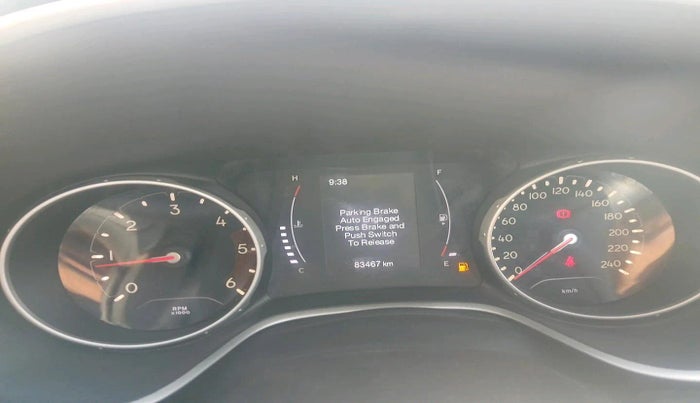 0
1
2
3
4
5
6
RPM
x1000
H
C
9:38
Parking Brake
Auto Engaged
Press Brake and
Push Switch
To Release
83467 km
F
E
0
20
40
60
80
100
120
140
160
180
200
220
240
km/h